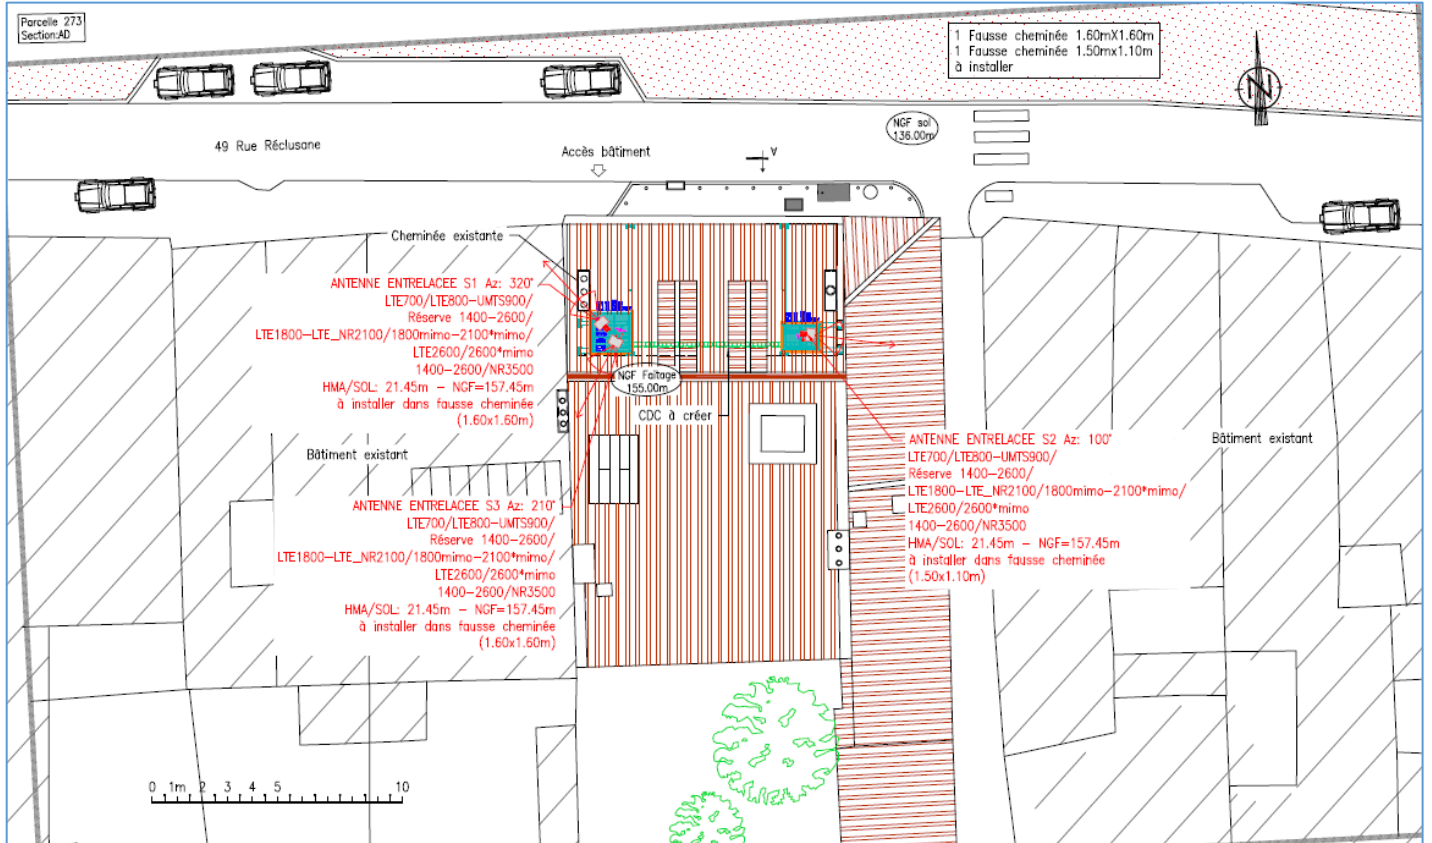 Parcelle 273
Section:AD
1 Fausse cheminée 1.60mX1.60m
1 Fausse cheminée 1.50mx1.10m
à installer
N
NGF sol
136.00m
49 Rue Réclusane
Accès bâtiment
A
Cheminée existante
ANTENNE ENTRELACEE S1 Az: 320°
LTE700/LTE800-UMTS900/
Réserve 1400-2600/
LTE1800-LTE_NR2100/1800mimo-2100*mimo/
LTE2600/2600*mimo
1400-2600/NR3500
HMA/SOL: 21.45m - NGF=157.45m
à installer dans fausse cheminée
(1.60x1.60m)
NGF Faitage
155.00m
CDC à créer
Bâtiment existant
ANTENNE ENTRELACEE S2 Az: 100°
LTE700/LTE800-UMTS900/
Réserve 1400-2600/
LTE1800-LTE_NR2100/1800mimo-2100*mimo/
LTE2600/2600*mimo
1400-2600/NR3500
HMA/SOL: 21.45m - NGF=157.45m
à installer dans fausse cheminée
(1.50x1.10m)
Bâtiment existant
ANTENNE ENTRELACEE S3 Az: 210°
LTE700/LTE800-UMTS900/
Réserve 1400-2600/
LTE1800-LTE_NR2100/1800mimo-2100*mimo/
LTE2600/2600*mimo
1400-2600/NR3500
HMA/SOL: 21.45m - NGF=157.45m
à installer dans fausse cheminée
(1.60x1.60m)
0 1m 2 3 4 5 10